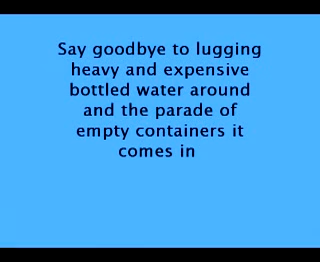 Say goodbye to lugging
heavy and expensive
bottled water around
and the parade of
empty containers it
comes in